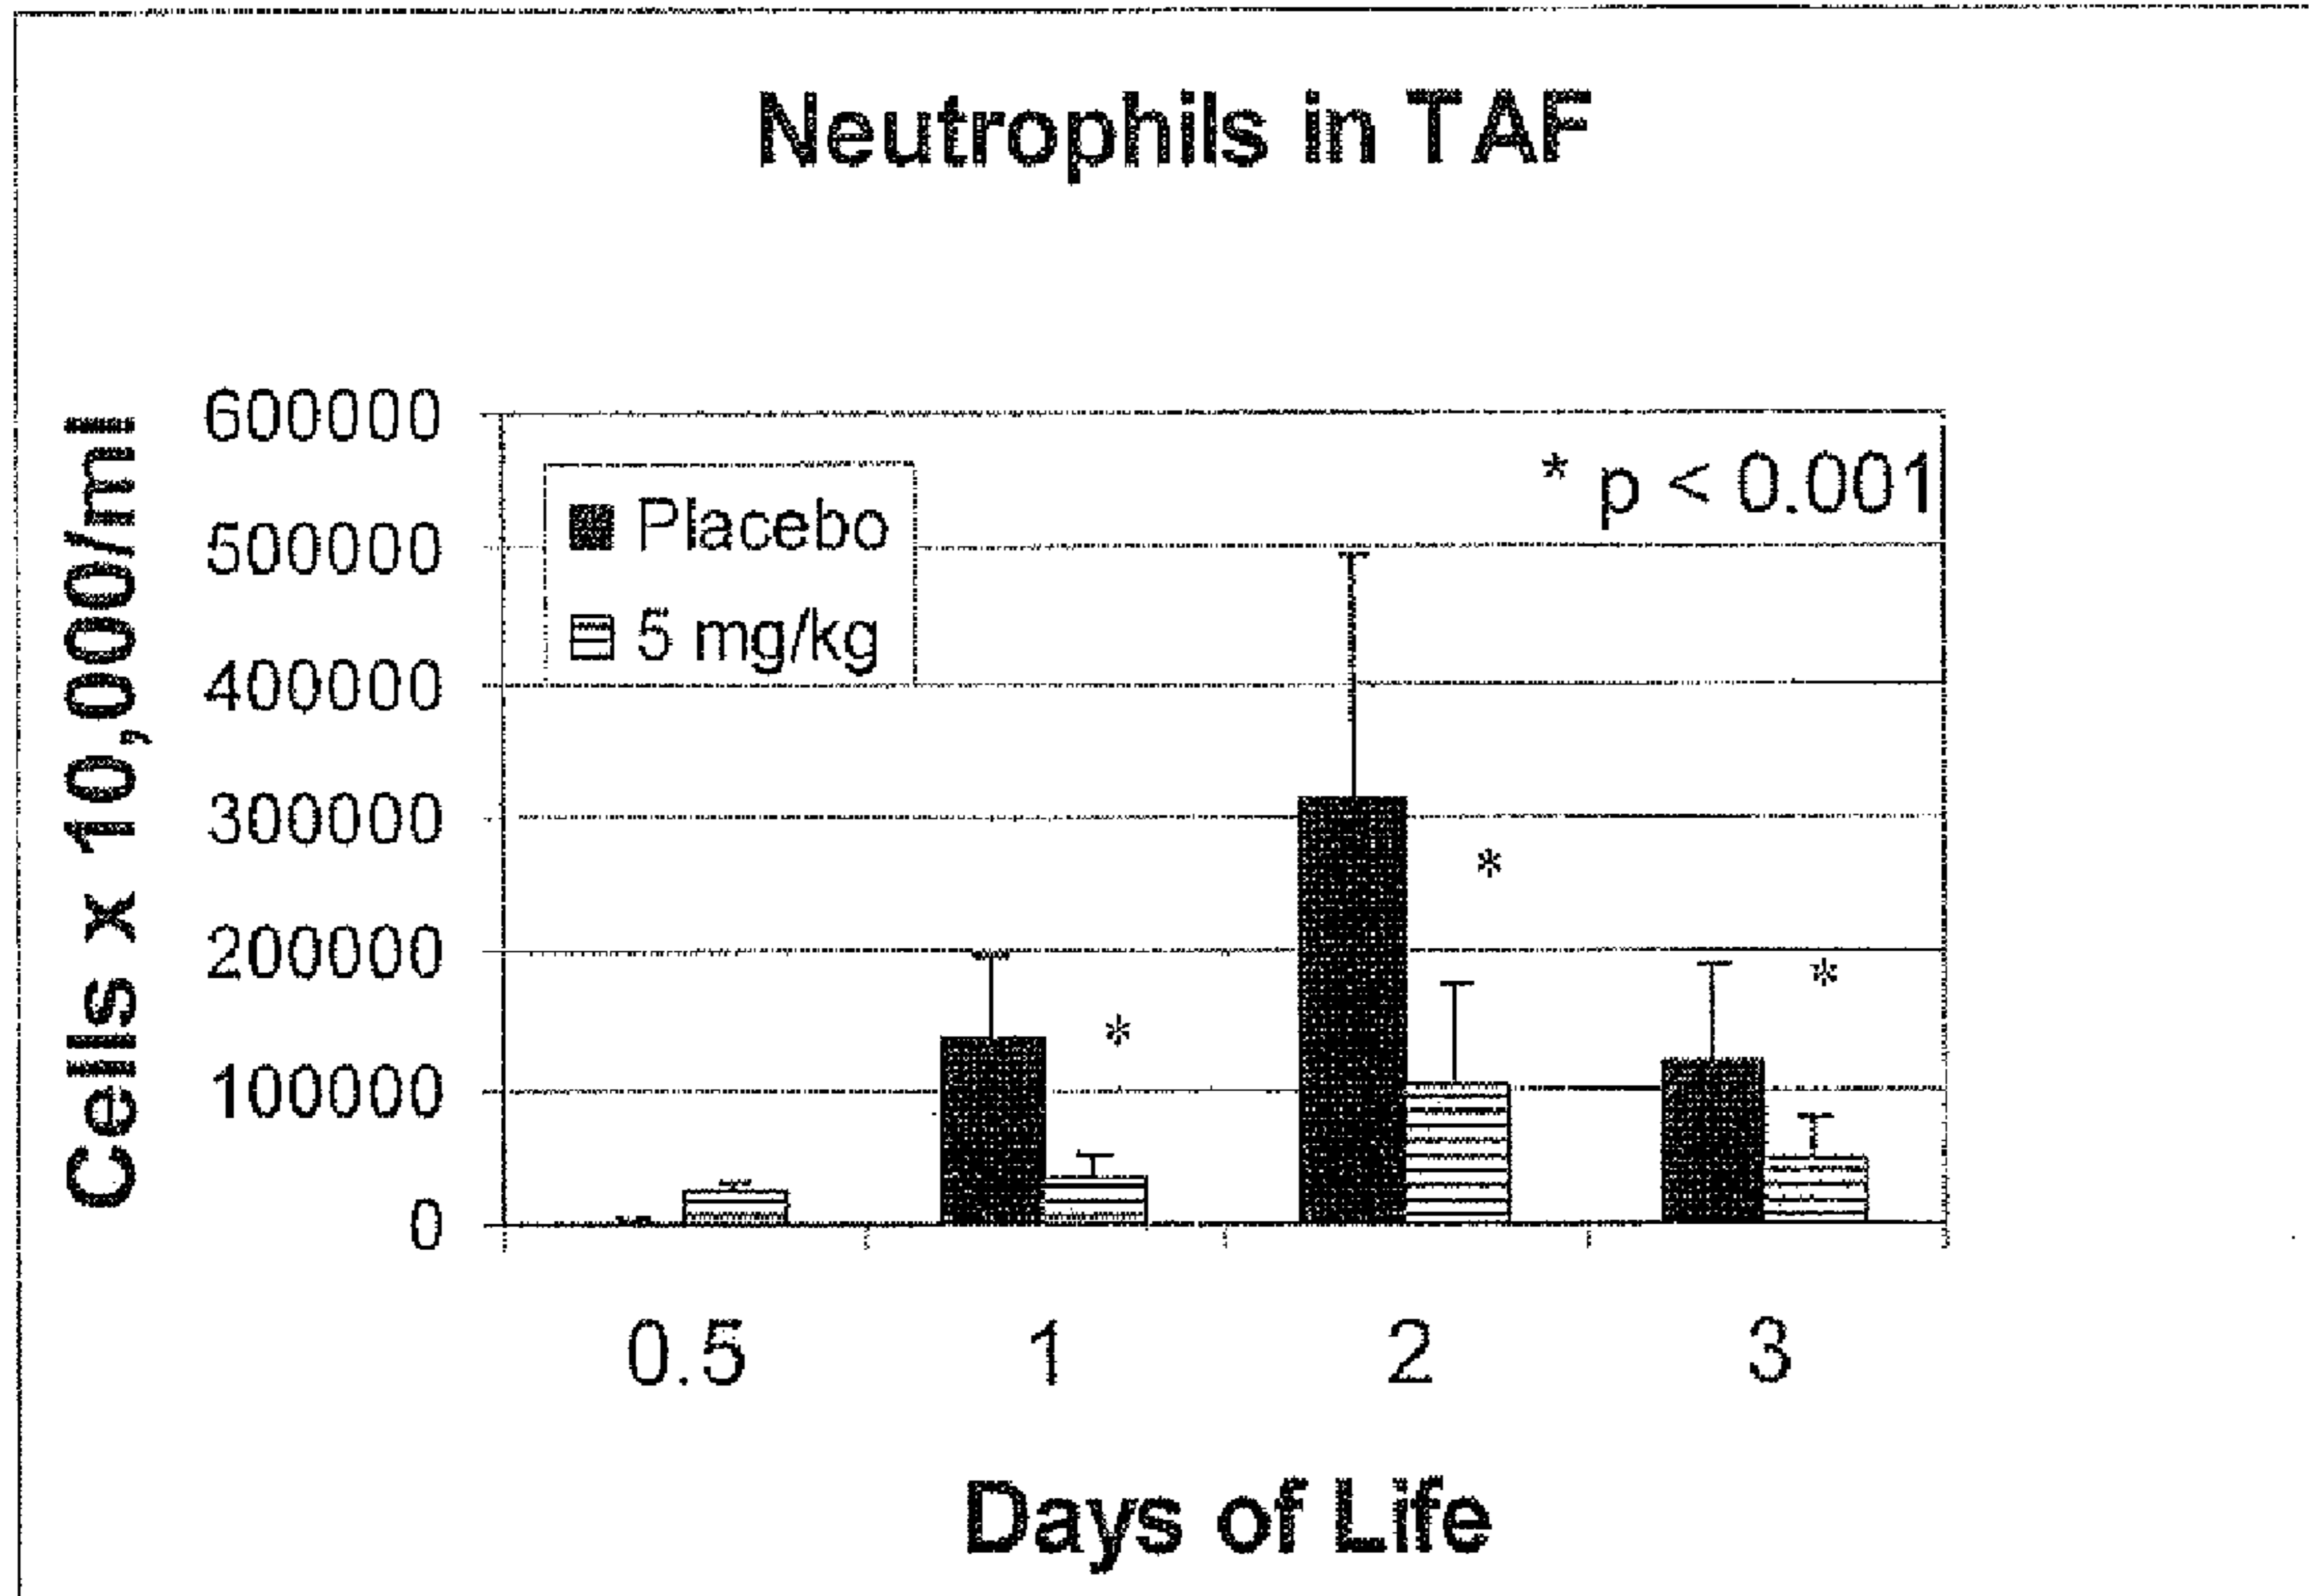 Neutrophils in TAF
Cells x 10,000/ml
600000
500000
400000
300000
200000
100000
0
Placebo
5 mg/kg
* p < 0.001
*
*
*
0.5 1 2 3
Days of Life